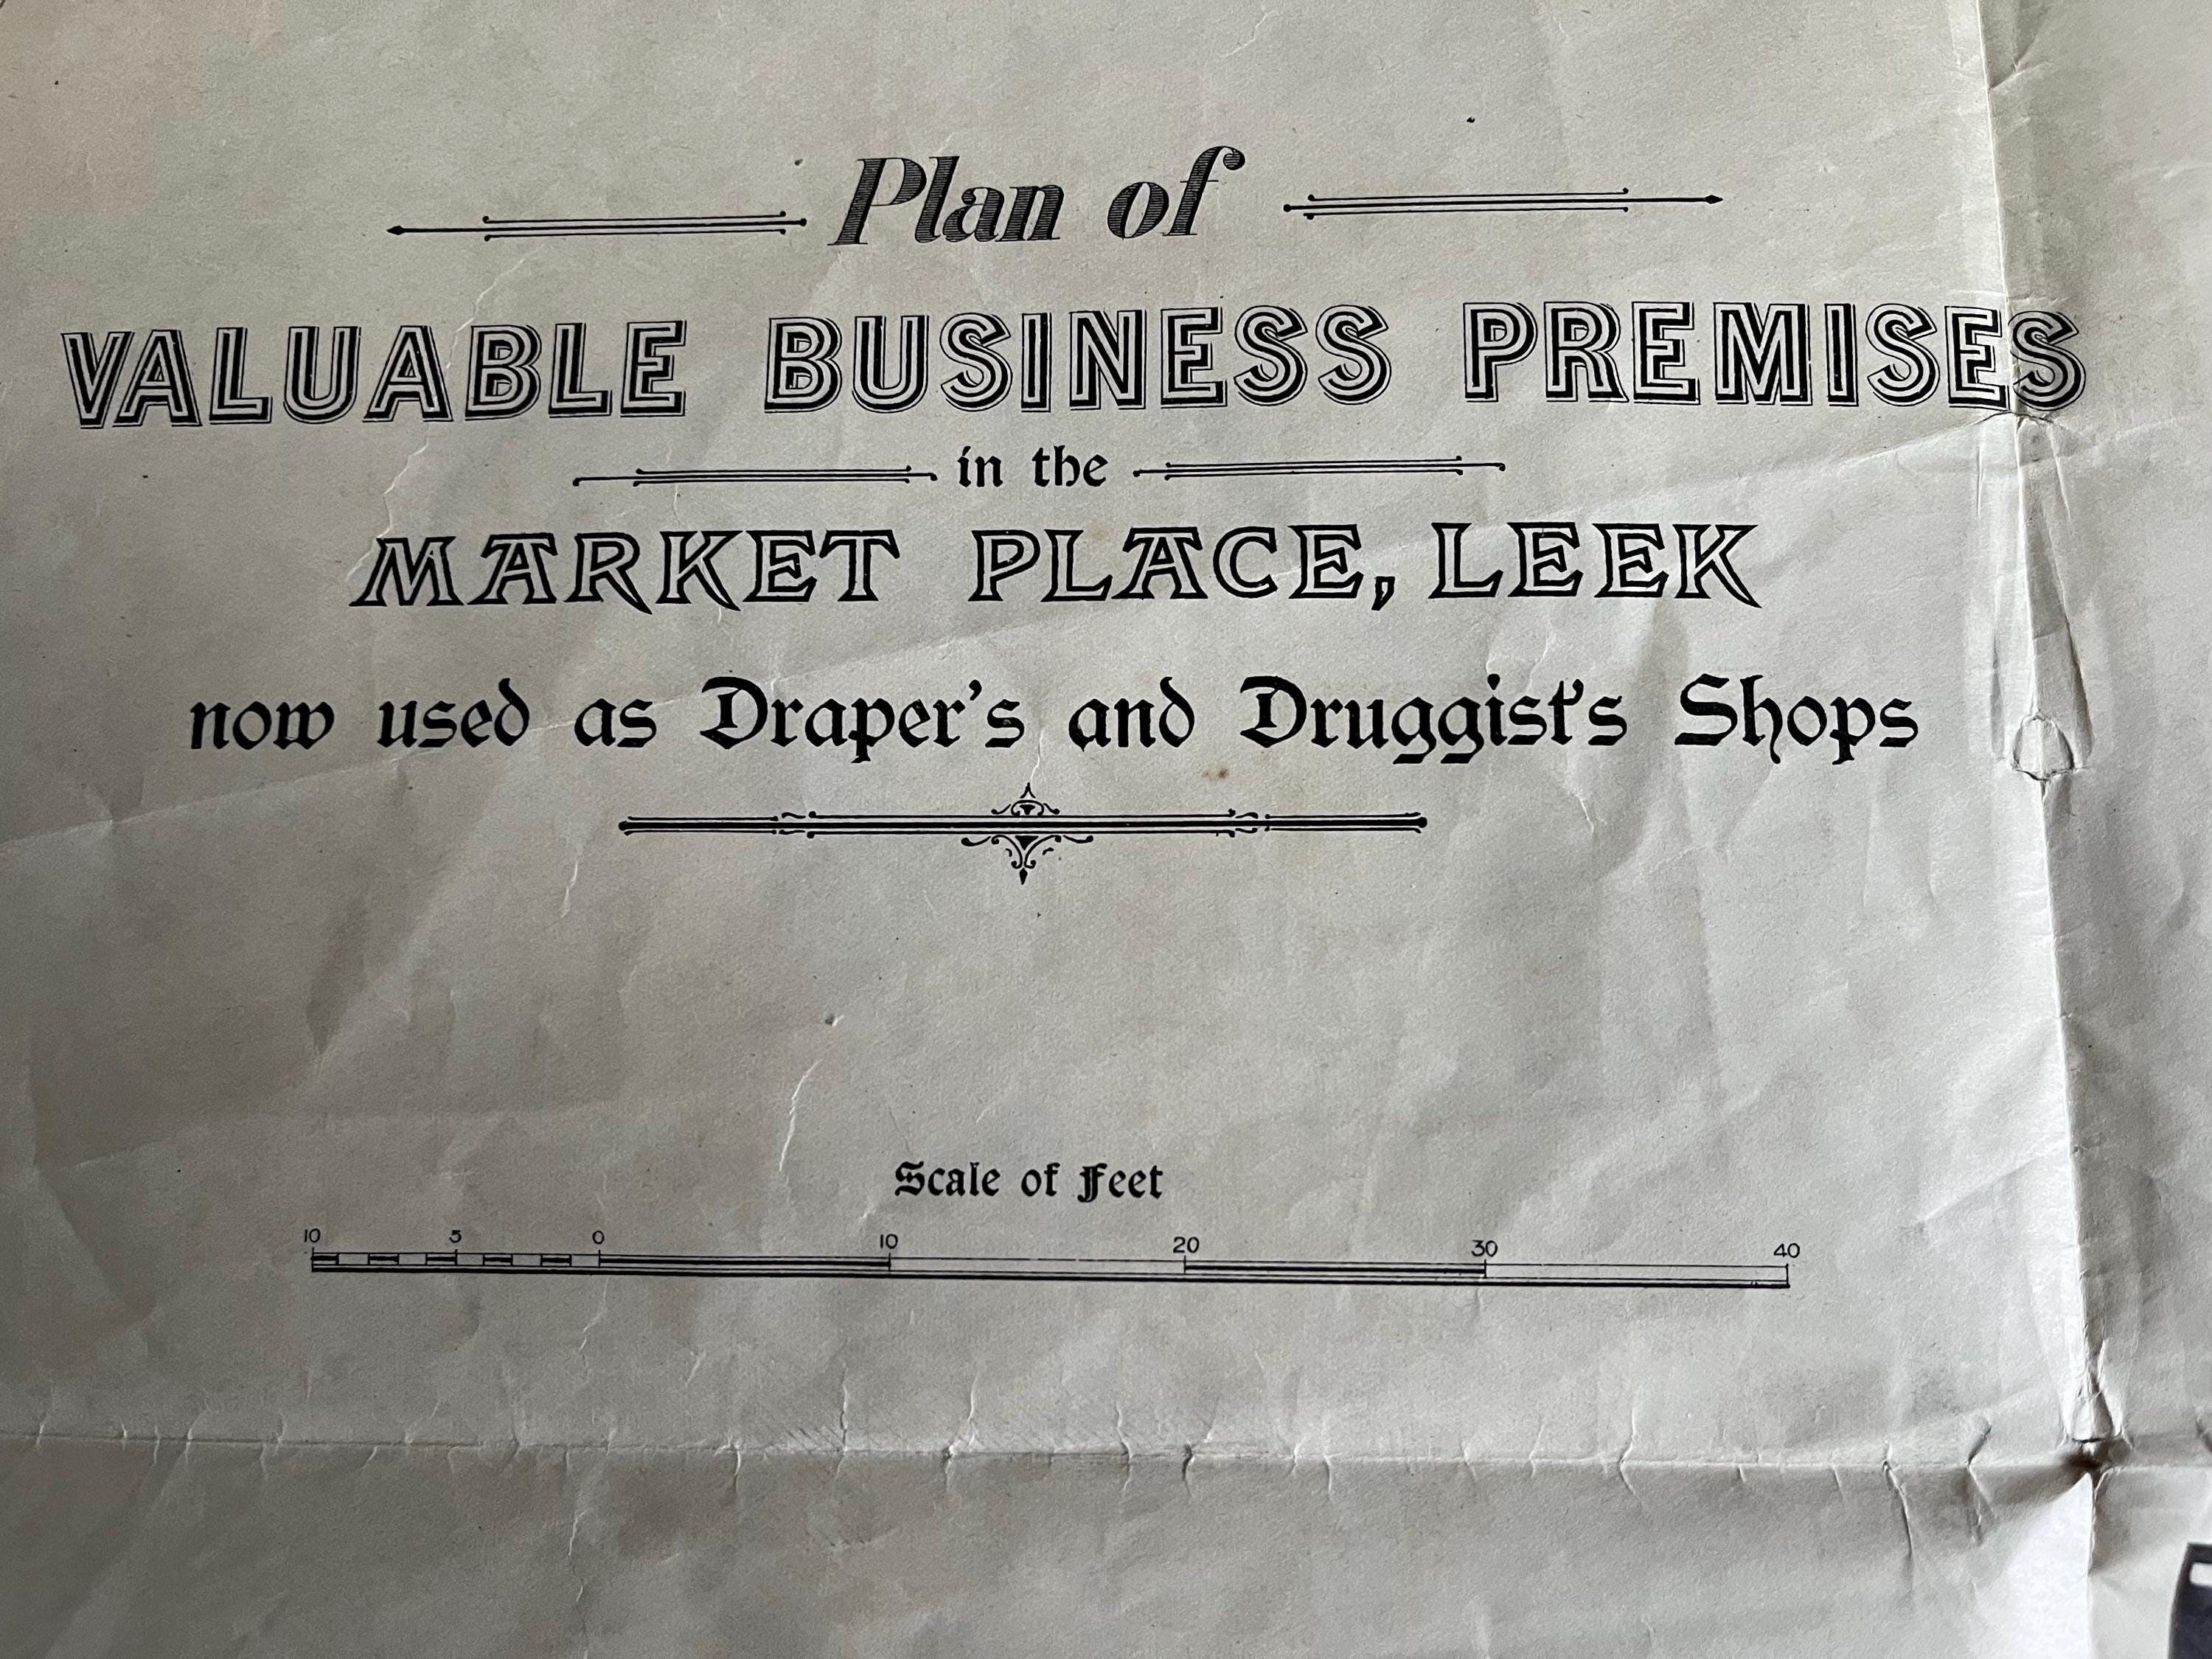 Plan of
VALUABLE BUSINESS PREMISES
in the
MARKET PLACE, LEEK
now used as Draper's and Druggist's Shops
Scale of Feet
10 5 0 10 20 30 40